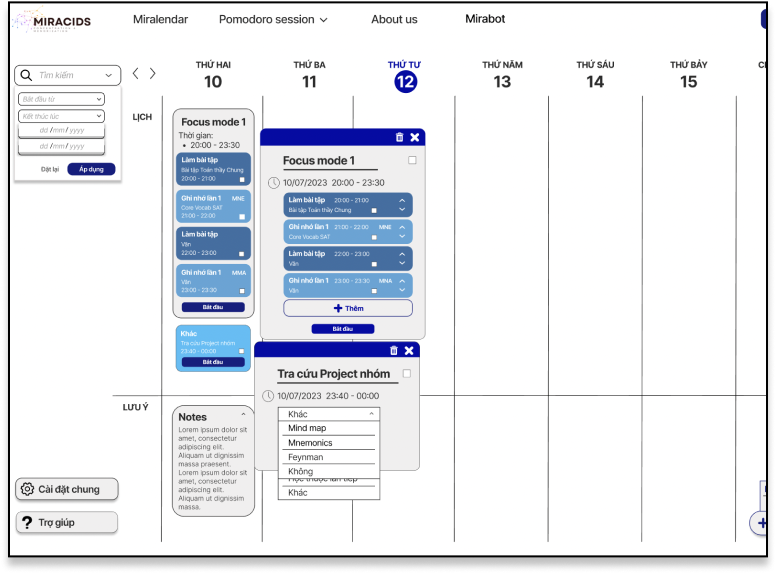 MIRACIDS
Miralendar
Pomodoro session
About us
Mirabot
Tìm kiếm
Bắt đầu từ
Kết thúc lúc
dd /mm/ yyyy
dd /mm/ yyyy
Đặt lại
Áp dụng
THỨ HAI
10
THỨ BA
11
THỨ TƯ
12
THỨ NĂM
13
THỨ SÁU
14
THỨ BẢY
15
LỊCH
Focus mode 1
Thời gian:
• 20:00 - 23:30
Làm bài tập
Bài tập Toán thầy Chung
20:00 - 21:00
Ghi nhớ lần 1 MNE
Core Vocab SAT
21:00 - 22:00
Làm bài tập
Văn
22:00 - 23:00
Ghi nhớ lần 1 MMA
Văn
23:00 - 23:30
Bắt đầu
Khác
Tra cứu Project nhóm
23:40 - 00:00
Bắt đầu
Focus mode 1
10/07/2023 20:00 - 23:30
Làm bài tập 20:00 - 21:00
Bài tập Toán thầy Chung
Ghi nhớ lần 1 21:00 - 22:00 MNE
Core Vocab SAT
Làm bài tập 22:00 - 23:00
Văn
Ghi nhớ lần 1 23:00 - 23:30 MNA
Văn
Thêm
Bắt đầu
Tra cứu Project nhóm
10/07/2023 23:40 - 00:00
Khác
Mind map
Mnemonics
Feynman
Không
Học thuộc lần tiếp
Khác
LƯU Ý
Notes
Lorem ipsum dolor sit
amet, consectetur
adipiscing elit.
Aliquam ut dignissim
massa praesent.
Lorem ipsum dolor sit
amet, consectetur
adipiscing elit.
Aliquam ut dignissim
massa.
Cài đặt chung
Trợ giúp